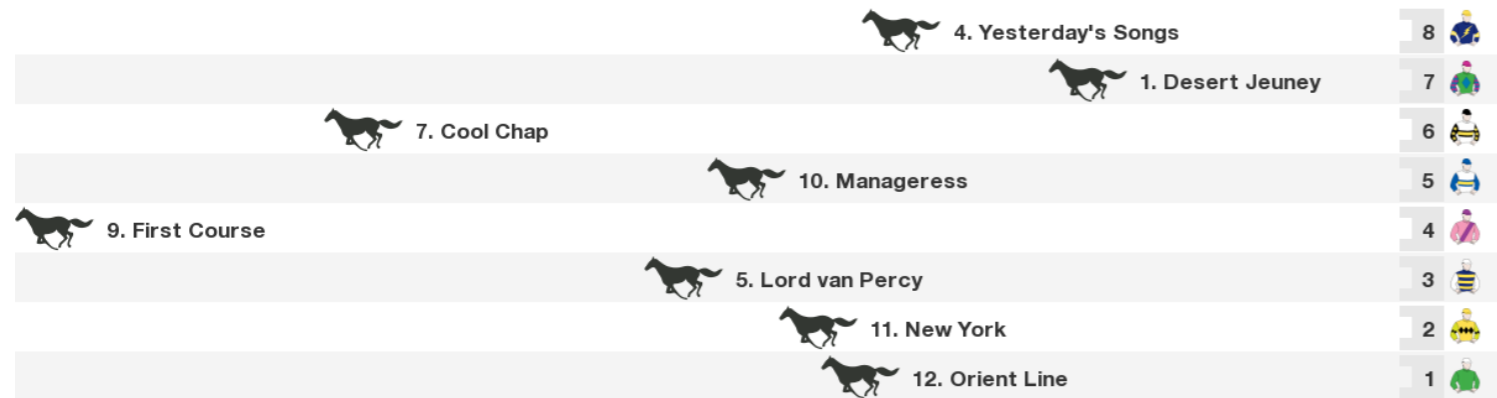 4. Yesterday's Songs 8
1. Desert Jeuney 7
7. Cool Chap 6
10. Manageress 5
9. First Course 4
5. Lord van Percy 3
11. New York 2
12. Orient Line 1